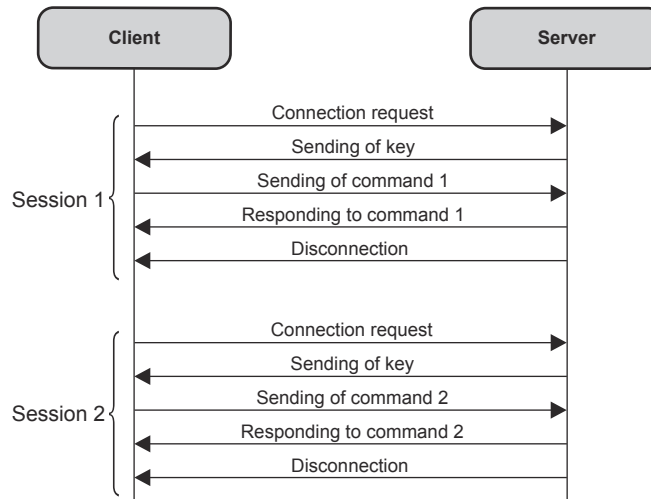 Client
Server
Connection request
Sending of key
Session 1
Sending of command 1
Responding to command 1
Disconnection
Connection request
Sending of key
Session 2
Sending of command 2
Responding to command 2
Disconnection